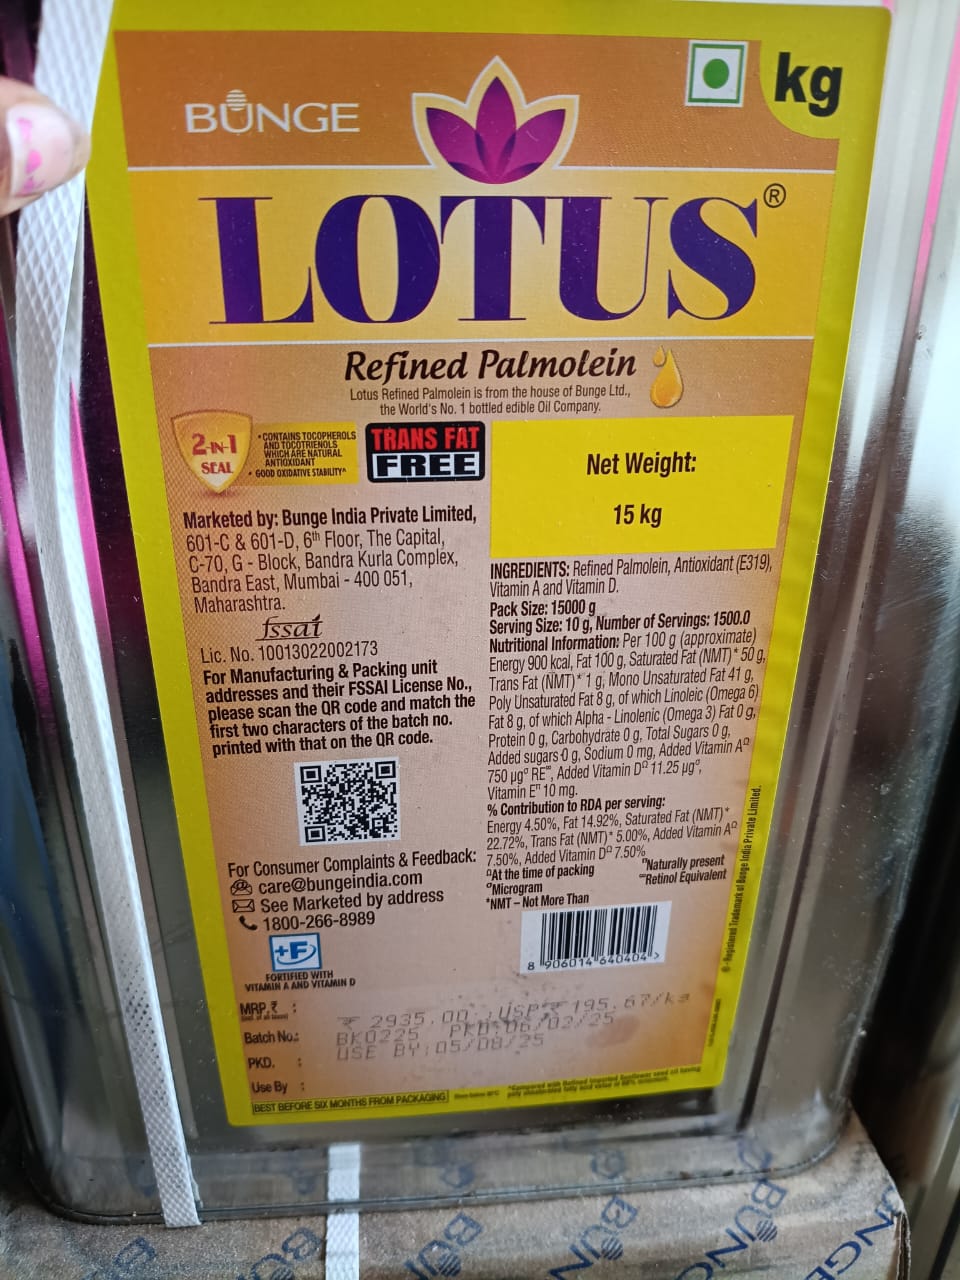 BUNGE
kg
LOTUS®
Refined Palmolein
Lotus Refined Palmolein is from the house of Bunge Ltd.,
the World's No. 1 bottled edible Oil Company.
2-IN-1
SEAL
• CONTAINS TOCOPHEROLS
AND TOCOTRIENOLS
WHICH ARE NATURAL
ANTIOXIDANT
• GOOD OXIDATIVE STABILITY^
TRANS FAT
FREE
Net Weight:
15 kg
Marketed by: Bunge India Private Limited,
601-C & 601-D, 6th Floor, The Capital,
C-70, G - Block, Bandra Kurla Complex,
Bandra East, Mumbai - 400 051,
Maharashtra.
fssai
Lic. No. 10013022002173
For Manufacturing & Packing unit
addresses and their FSSAI License No.,
please scan the QR code and match the
first two characters of the batch no.
printed with that on the QR code.
For Consumer Complaints & Feedback:
care@bungeindia.com
See Marketed by address
1800-266-8989
+F
FORTIFIED WITH
VITAMIN A AND VITAMIN D
INGREDIENTS: Refined Palmolein, Antioxidant (E319),
Vitamin A and Vitamin D.
Pack Size: 15000 g
Serving Size: 10 g, Number of Servings: 1500.0
Nutritional Information: Per 100 g (approximate)
Energy 900 kcal, Fat 100 g, Saturated Fat (NMT)* 50 g,
Trans Fat (NMT)* 1 g, Mono Unsaturated Fat 41 g,
Poly Unsaturated Fat 8 g, of which Linoleic (Omega 6)
Fat 8 g, of which Alpha - Linolenic (Omega 3) Fat 0 g,
Protein 0 g, Carbohydrate 0 g, Total Sugars 0 g,
Added sugars 0 g, Sodium 0 mg, Added Vitamin A
750 µg RE, Added Vitamin D 11.25 µg,
Vitamin E 10 mg.
% Contribution to RDA per serving:
Energy 4.50%, Fat 14.92%, Saturated Fat (NMT)*
22.72%, Trans Fat (NMT)* 5.00%, Added Vitamin A
7.50%, Added Vitamin D 7.50%
At the time of packing
Naturally present
Microgram
Retinol Equivalent
*NMT – Not More Than
8 906014 640404 >
® - Registered Trademark of Bunge India Private Limited.
MRP.₹ :
₹ 2935.00 USP ₹ 195.67/kg
Batch No.:
BK0225 PKD:06/02/25
USE BY:05/08/25
PKD. :
Use By :
BEST BEFORE SIX MONTHS FROM PACKAGING